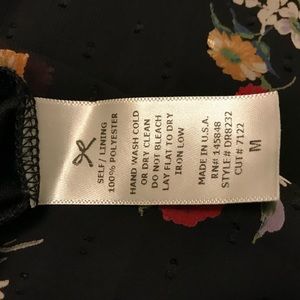 SELF/ LINING
100% POLYESTER
HAND WASH COLD
OR DRY CLEAN
DO NOT BLEACH
LAY FLAT TO DRY
IRON LOW
MADE IN U.S.A.
RN# 145848
STYLE# DR8232
CUT# 7122
M